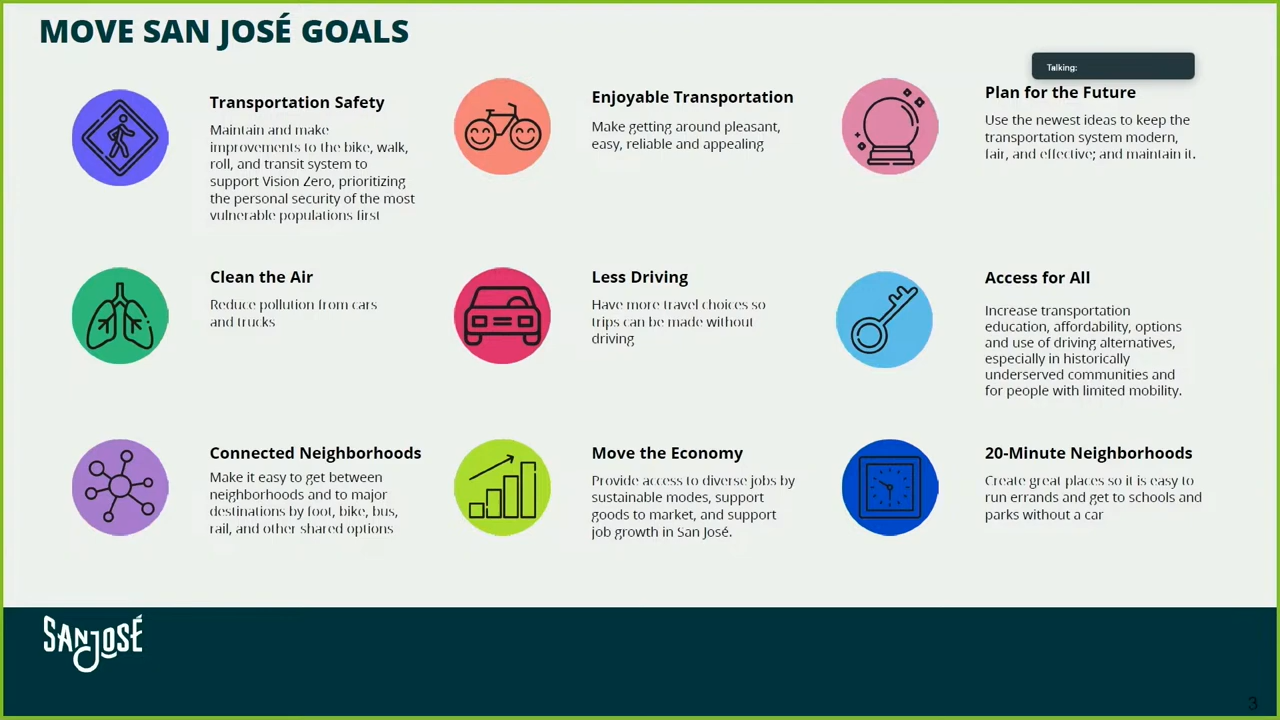 MOVE SAN JOSÉ GOALS
Talking:
Transportation Safety
Maintain and make
improvements to the bike, walk,
roll, and transit system to
support Vision Zero, prioritizing
the personal security of the most
vulnerable populations first
Enjoyable Transportation
Make getting around pleasant,
easy, reliable and appealing
Plan for the Future
Use the newest ideas to keep the
transportation system modern,
fair, and effective; and maintain it.
Clean the Air
Reduce pollution from cars
and trucks
Less Driving
Have more travel choices so
trips can be made without
driving
Access for All
Increase transportation
education, affordability, options
and use of driving alternatives,
especially in historically
underserved communities and
for people with limited mobility.
Connected Neighborhoods
Make it easy to get between
neighborhoods and to major
destinations by foot, bike, bus,
rail, and other shared options
Move the Economy
Provide access to diverse jobs by
sustainable modes, support
goods to market, and support
job growth in San José.
20-Minute Neighborhoods
Create great places so it is easy to
run errands and get to schools and
parks without a car
SAN JOSÉ
3